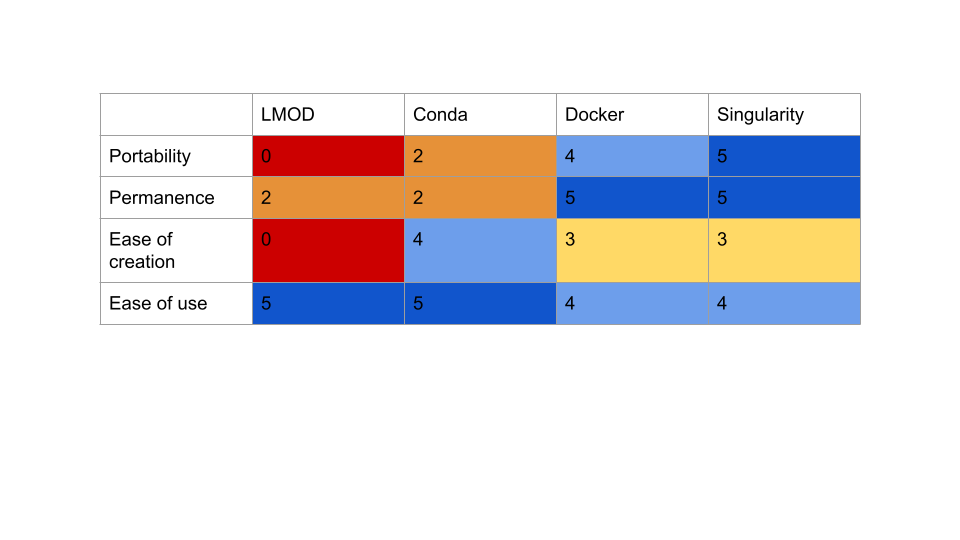 LMOD Conda Docker Singularity
Portability 0 2 4 5
Permanence 2 2 5 5
Ease of 0 4 3 3
creation
Ease of use 5 5 4 4